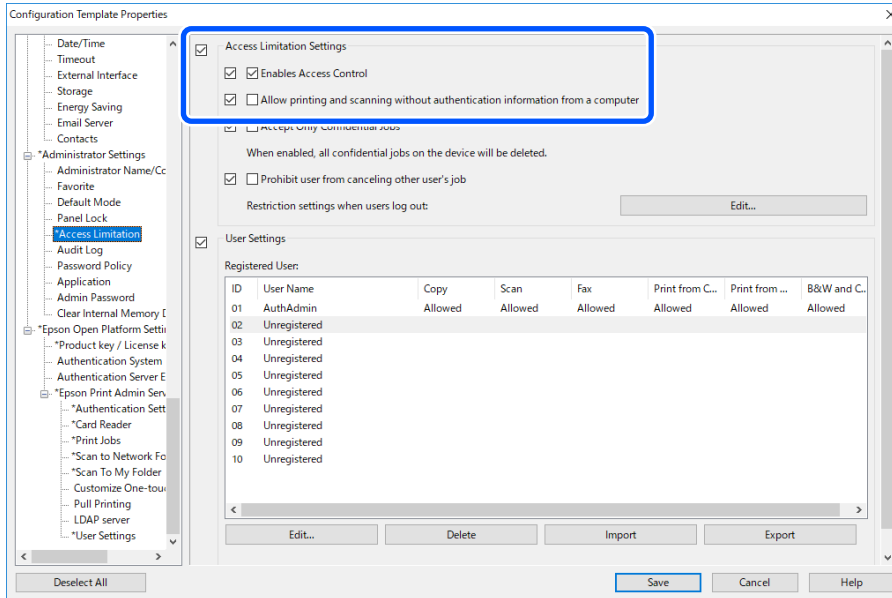 Configuration Template Properties
Date/Time
Timeout
External Interface
Storage
Energy Saving
Email Server
Contacts
*Administrator Settings
Administrator Name/Co
Favorite
Default Mode
Panel Lock
*Access Limitation
Audit Log
Password Policy
Application
Admin Password
Clear Internal Memory D
*Epson Open Platform Settin
*Product key / License k
Authentication System
Authentication Server E
*Epson Print Admin Serv
*Authentication Sett
*Card Reader
*Print Jobs
*Scan to Network Fo
*Scan To My Folder
Customize One-touc
Pull Printing
LDAP server
*User Settings
Access Limitation Settings
Enables Access Control
Allow printing and scanning without authentication information from a computer
Accept Only Confidential Jobs
When enabled, all confidential jobs on the device will be deleted.
Prohibit user from canceling other user's job
Restriction settings when users log out: Edit...
User Settings
Registered User:
ID User Name Copy Scan Fax Print from C... Print from ... B&W and C...
01 AuthAdmin Allowed Allowed Allowed Allowed Allowed Allowed
02 Unregistered
03 Unregistered
04 Unregistered
05 Unregistered
06 Unregistered
07 Unregistered
08 Unregistered
09 Unregistered
10 Unregistered
Edit... Delete Import Export
Deselect All Save Cancel Help